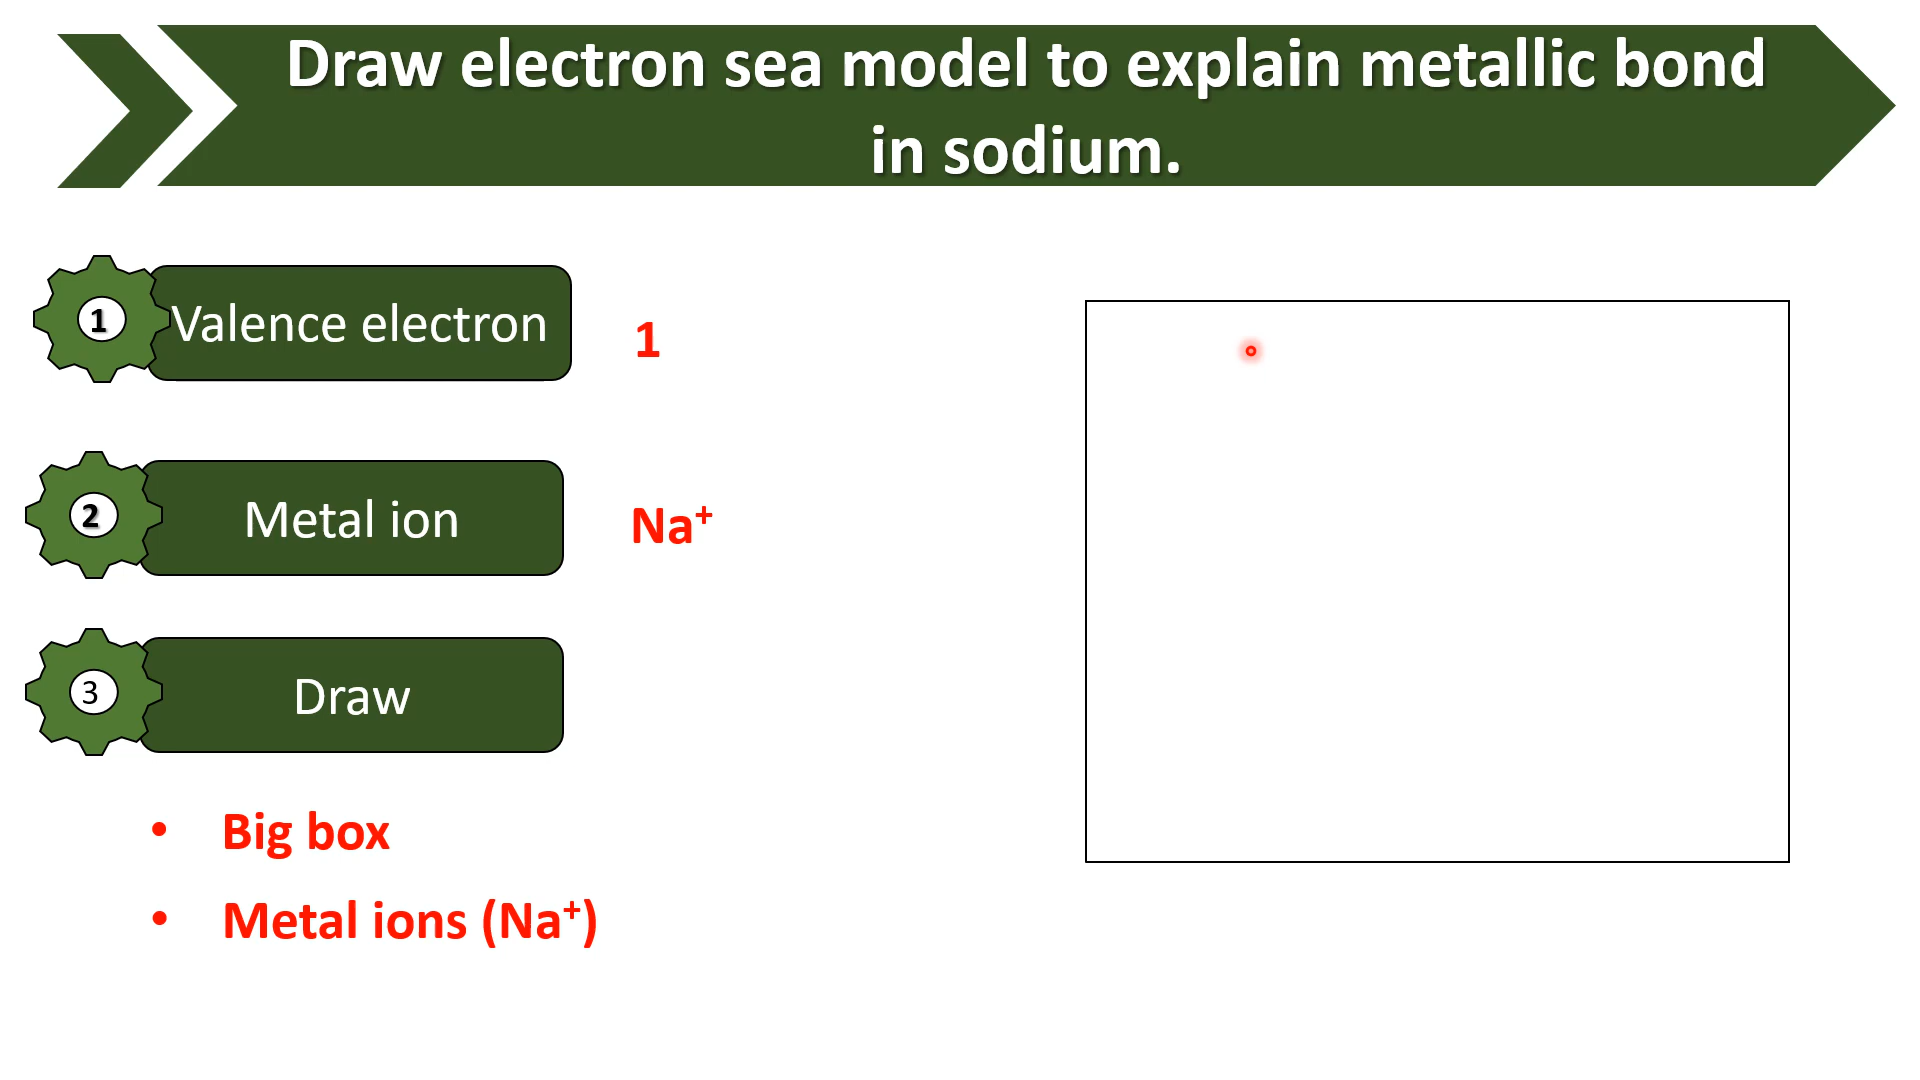 Draw electron sea model to explain metallic bond
in sodium.
1 Valence electron 1
2 Metal ion Na⁺
3 Draw
• Big box
• Metal ions (Na⁺)